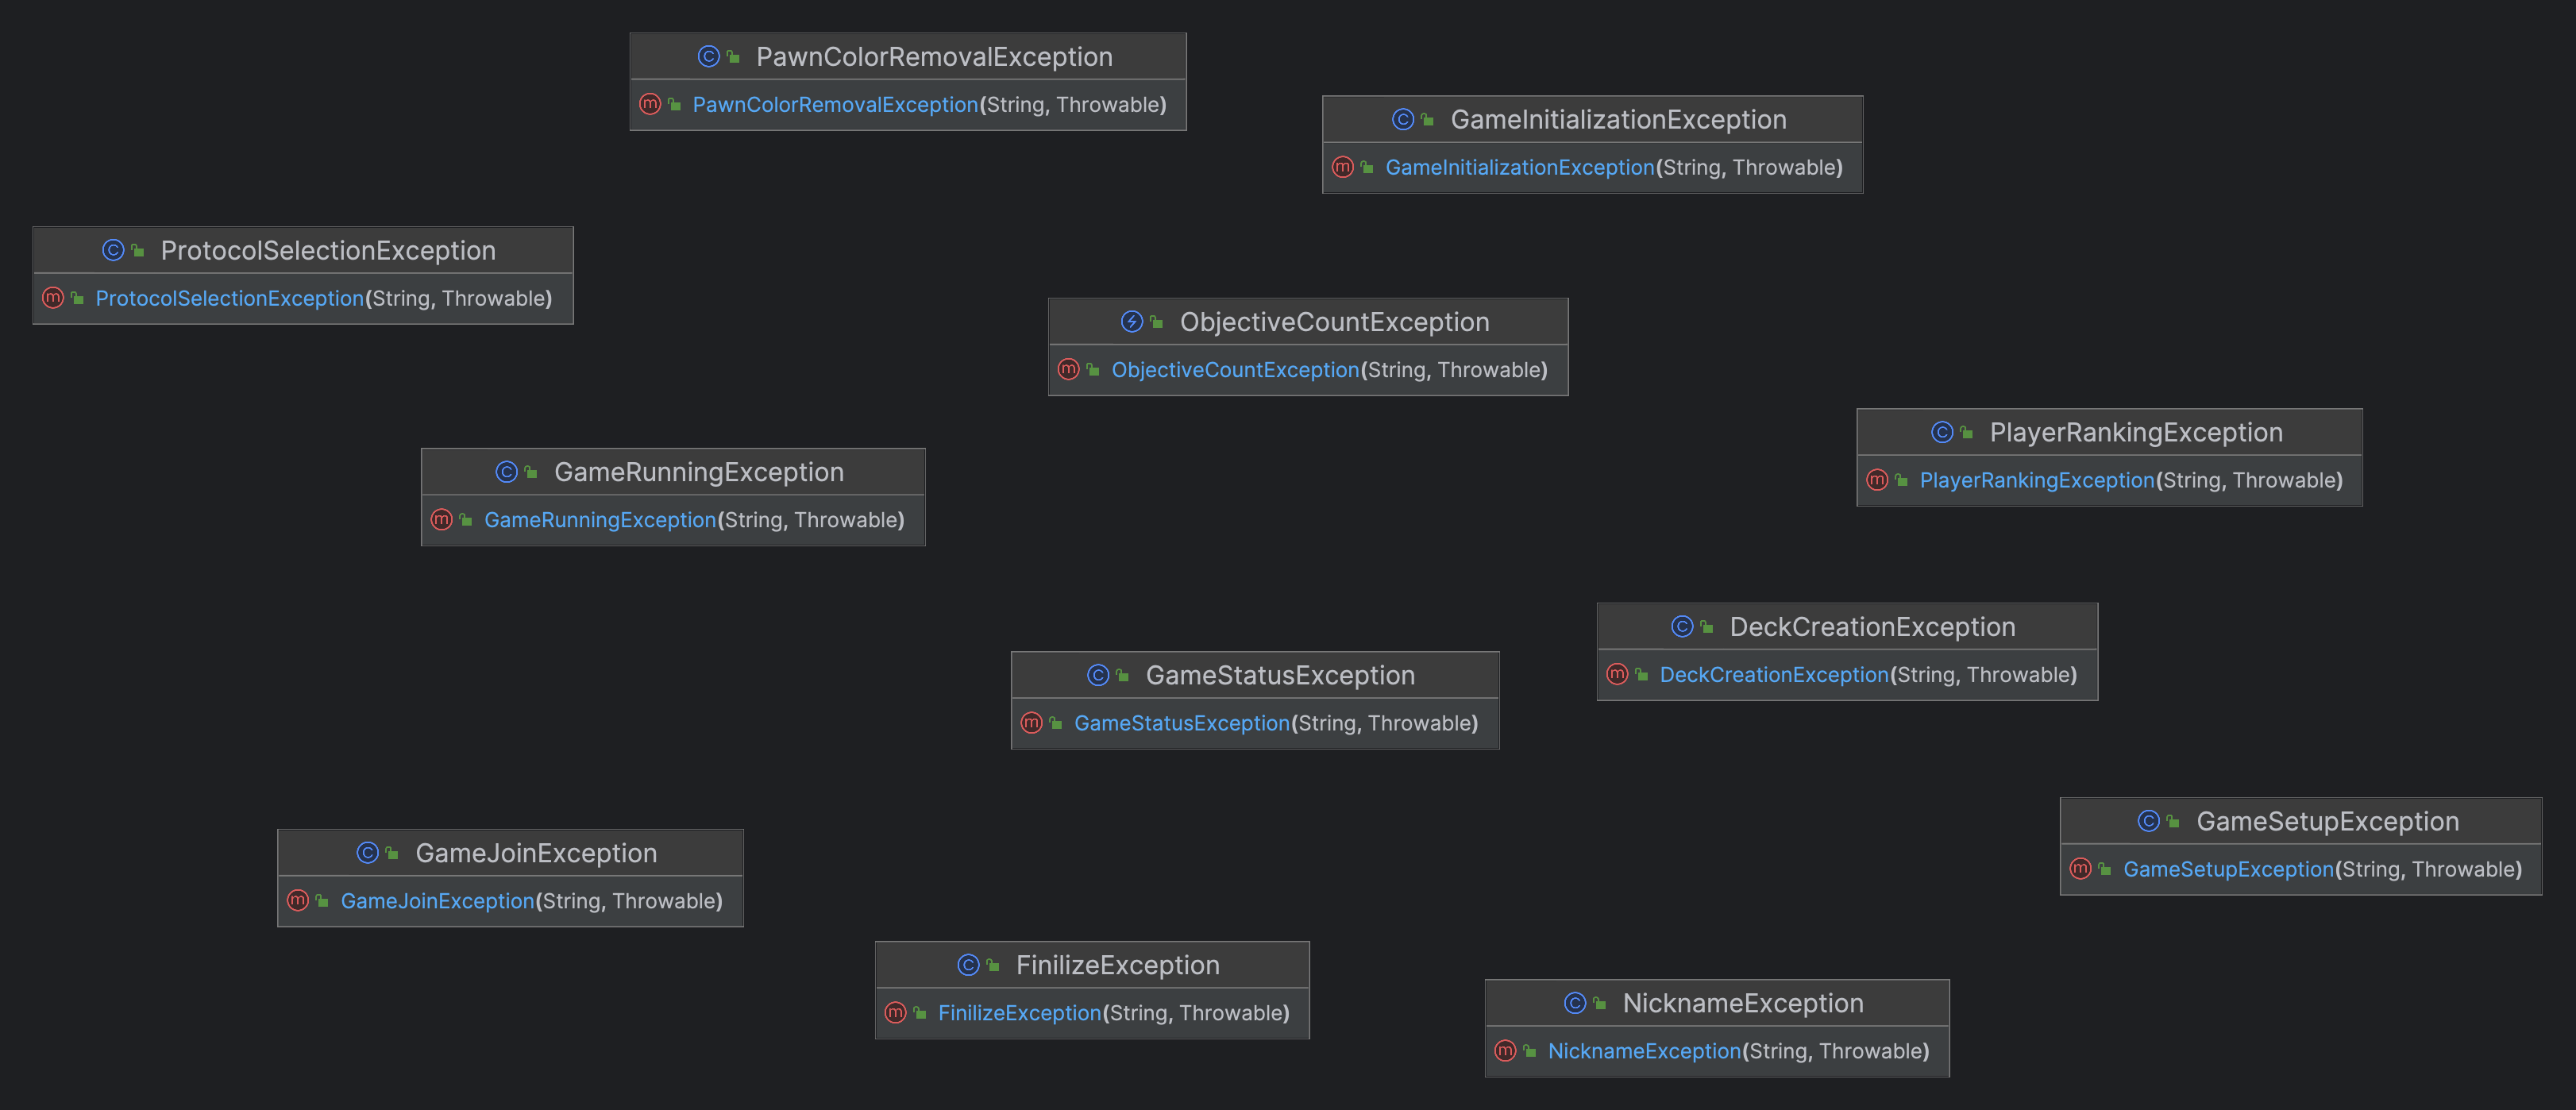 PawnColorRemovalException
PawnColorRemovalException(String, Throwable)
GameInitializationException
GameInitializationException(String, Throwable)
ProtocolSelectionException
ProtocolSelectionException(String, Throwable)
ObjectiveCountException
ObjectiveCountException(String, Throwable)
PlayerRankingException
PlayerRankingException(String, Throwable)
GameRunningException
GameRunningException(String, Throwable)
DeckCreationException
DeckCreationException(String, Throwable)
GameStatusException
GameStatusException(String, Throwable)
GameSetupException
GameSetupException(String, Throwable)
GameJoinException
GameJoinException(String, Throwable)
FinilizeException
FinilizeException(String, Throwable)
NicknameException
NicknameException(String, Throwable)